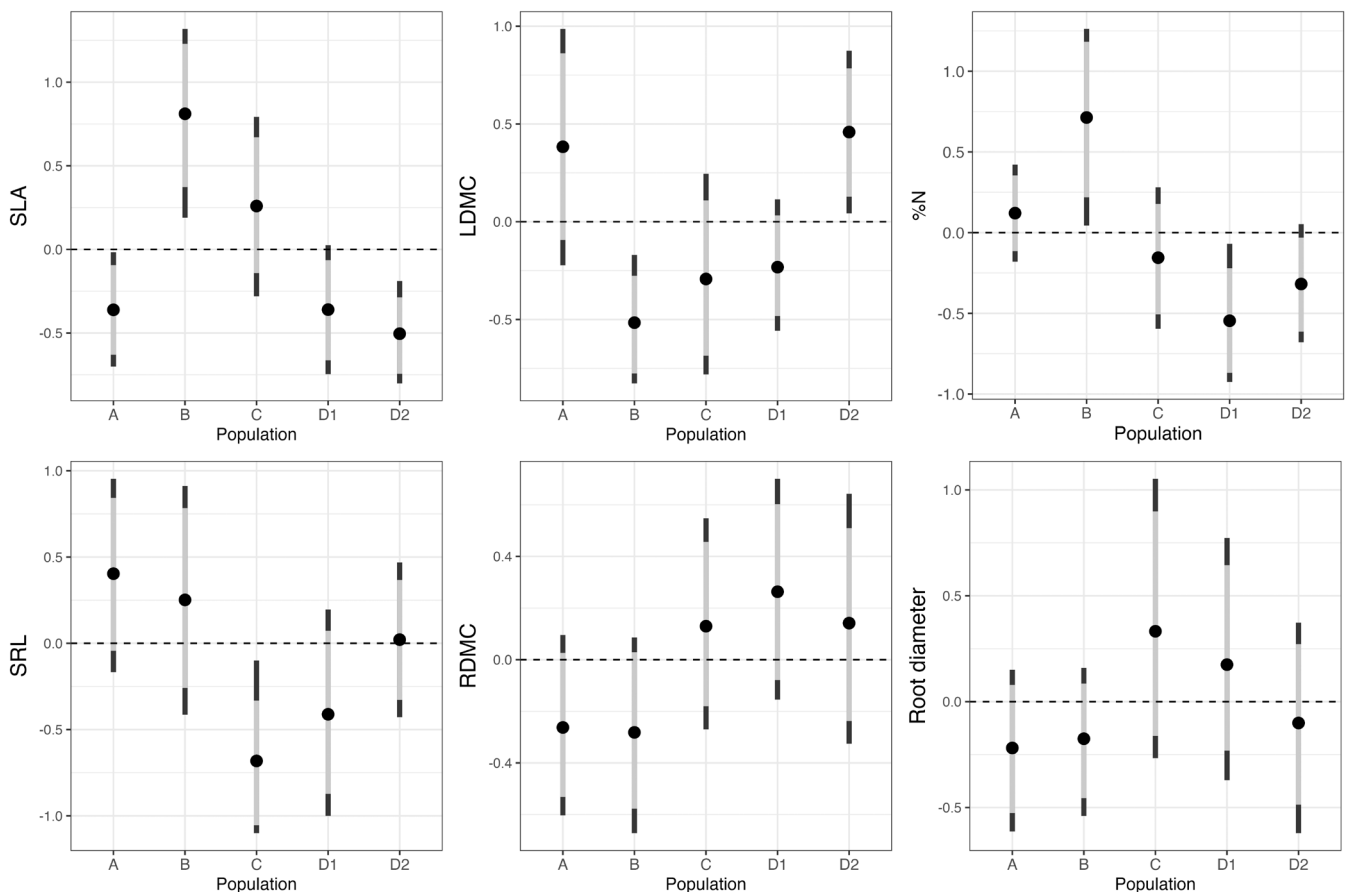 SLA
1.0
0.5
0.0
-0.5
A B C D1 D2
Population
LDMC
1.0
0.5
0.0
-0.5
A B C D1 D2
Population
%N
1.0
0.5
0.0
-0.5
-1.0
A B C D1 D2
Population
SRL
1.0
0.5
0.0
-0.5
-1.0
A B C D1 D2
Population
RDMC
0.4
0.0
-0.4
A B C D1 D2
Population
Root diameter
1.0
0.5
0.0
-0.5
A B C D1 D2
Population